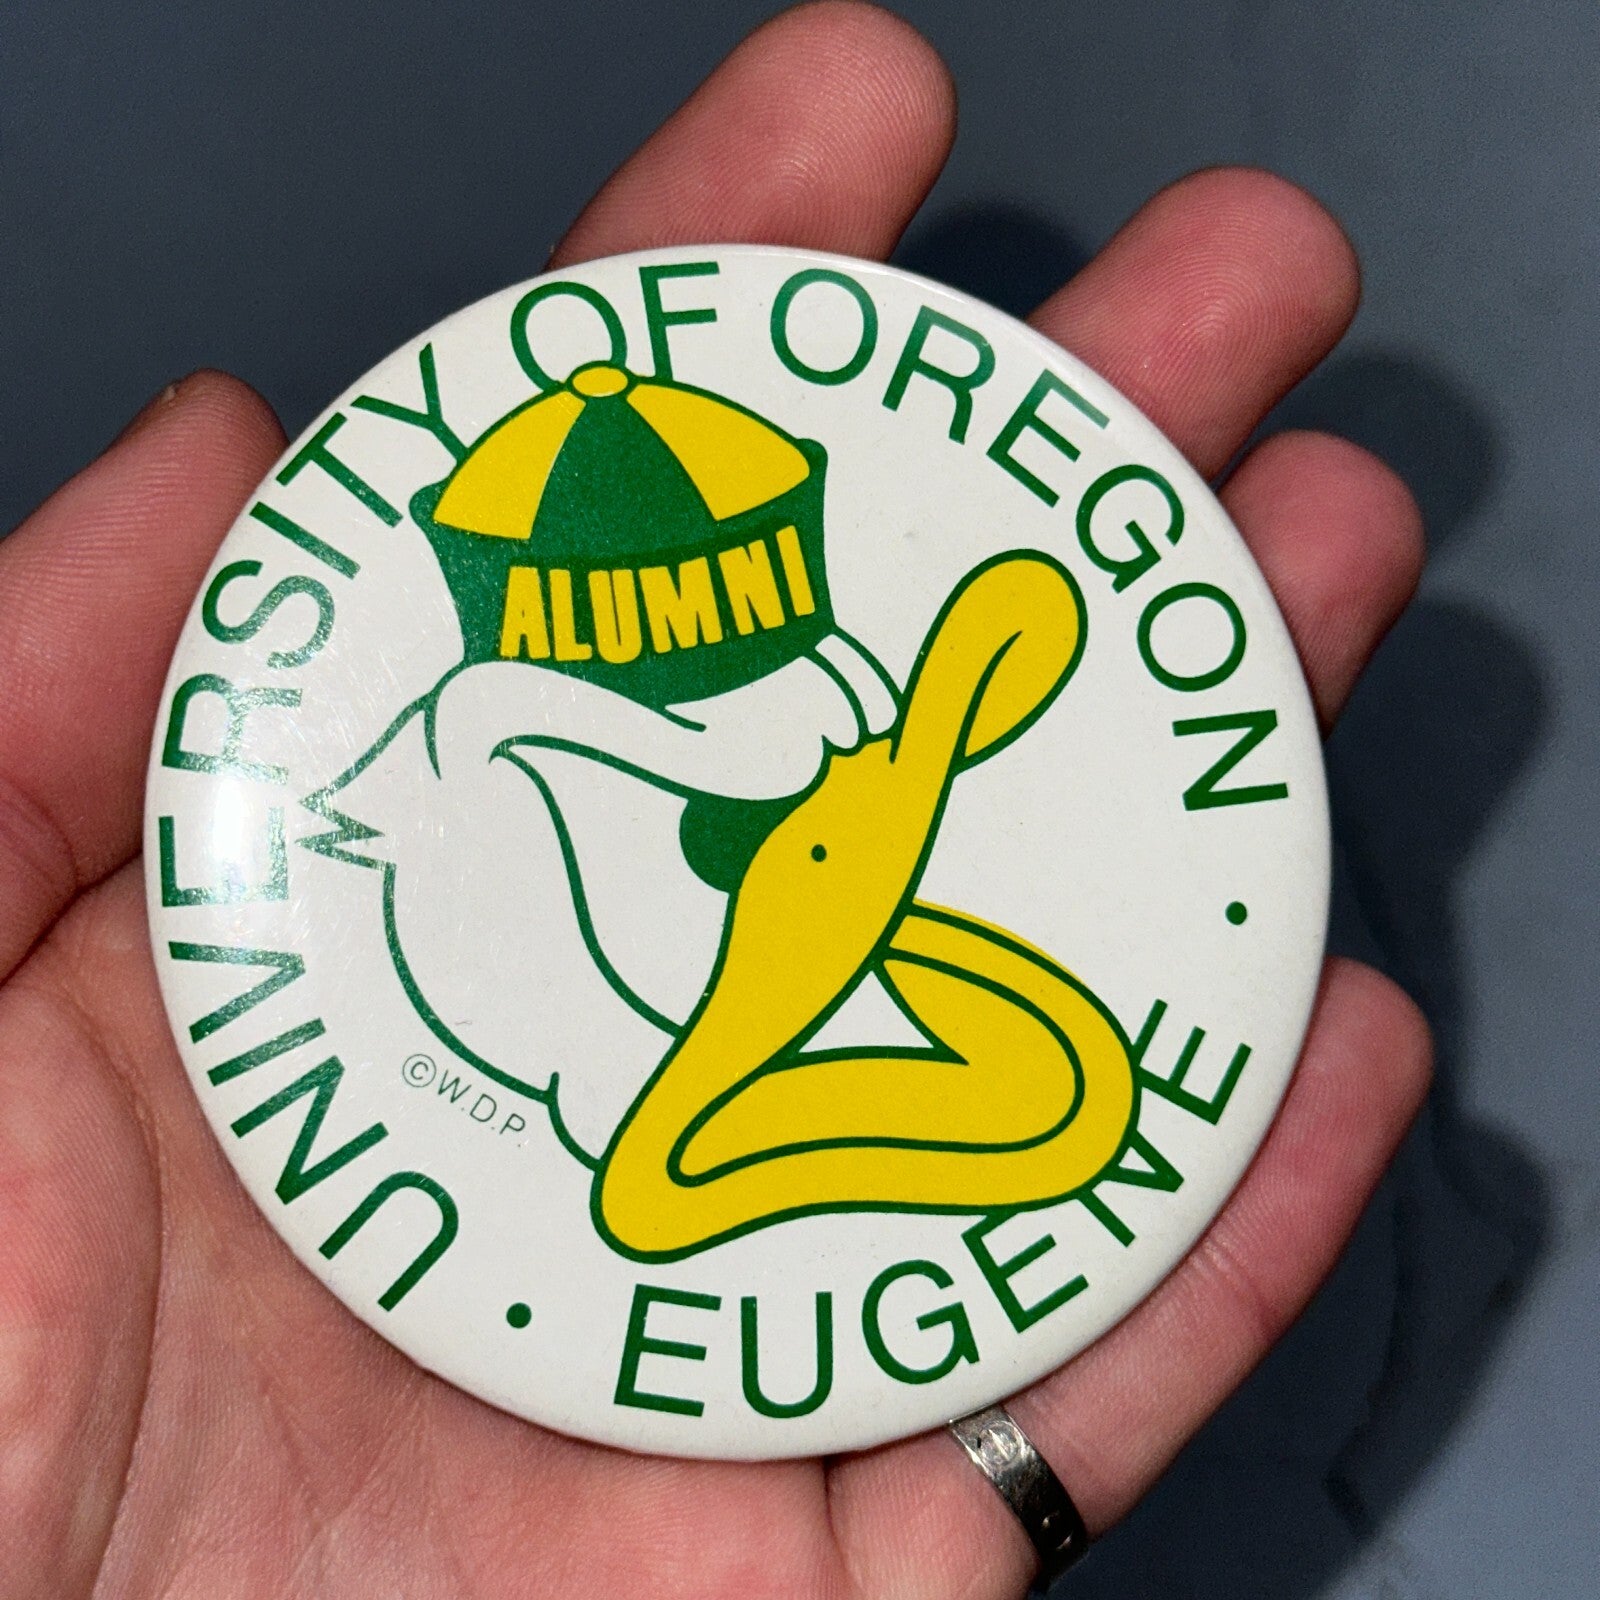 UNIVERSITY OF OREGON
ALUMNI
©W.D.P.
• EUGENE •